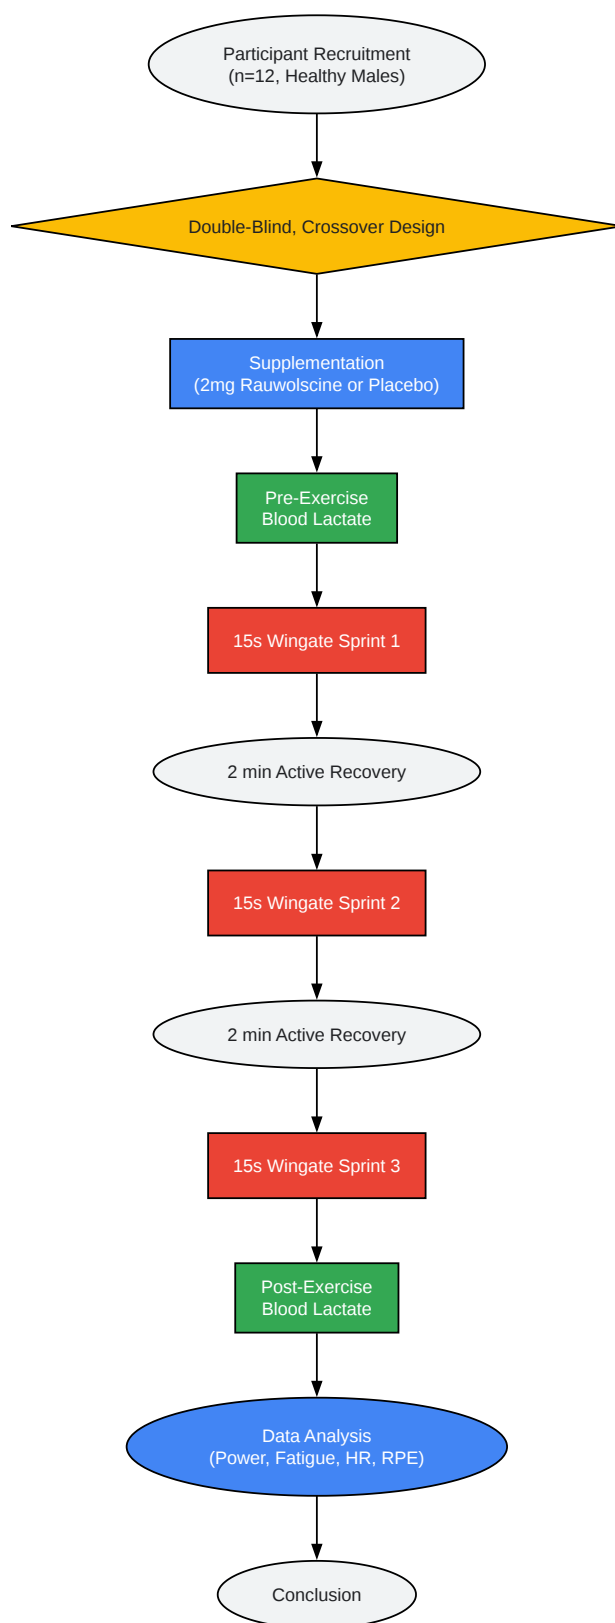 Participant Recruitment
(n=12, Healthy Males)
Double-Blind, Crossover Design
Supplementation
(2mg Rauwolscine or Placebo)
Pre-Exercise
Blood Lactate
15s Wingate Sprint 1
2 min Active Recovery
15s Wingate Sprint 2
2 min Active Recovery
15s Wingate Sprint 3
Post-Exercise
Blood Lactate
Data Analysis
(Power, Fatigue, HR, RPE)
Conclusion